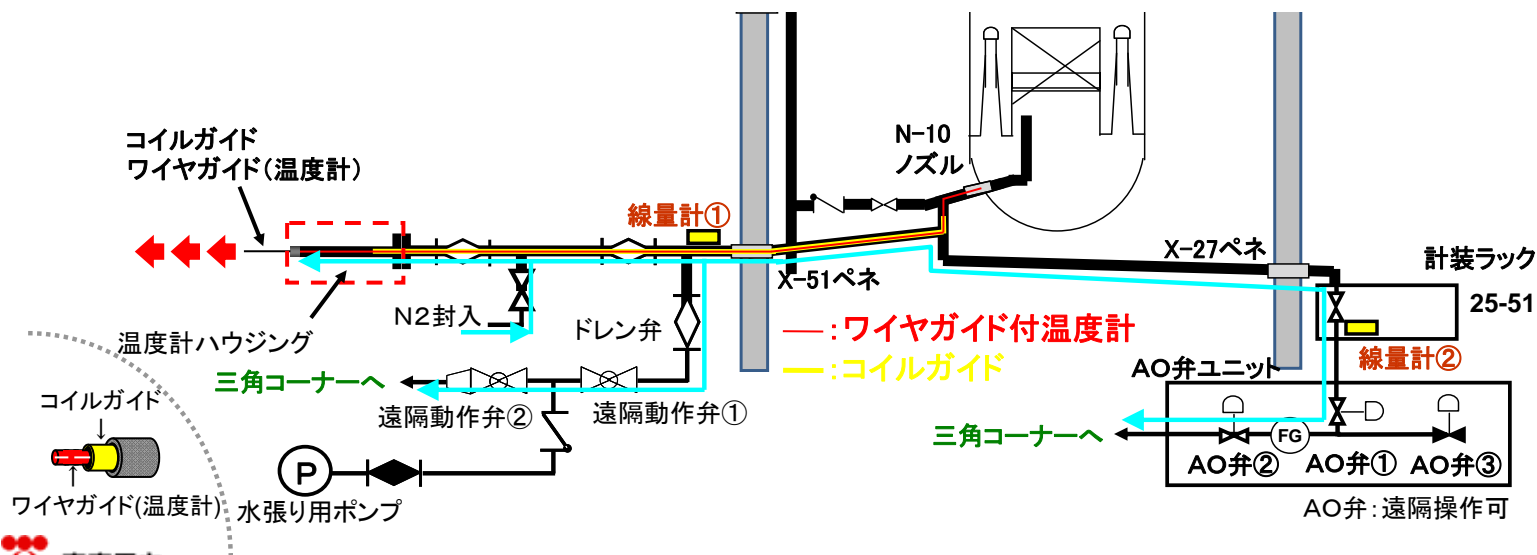 コイルガイド
ワイヤガイド(温度計)
N-10
ノズル
線量計①
X-27ペネ
計装ラック
25-51
X-51ペネ
N2封入
ドレン弁
温度計ハウジング
:ワイヤガイド付温度計
:コイルガイド
線量計②
三角コーナーへ
AO弁ユニット
遠隔動作弁②
遠隔動作弁①
コイルガイド
三角コーナーへ
FG
AO弁②
AO弁①
AO弁③
P
ワイヤガイド(温度計)
水張り用ポンプ
AO弁:遠隔操作可